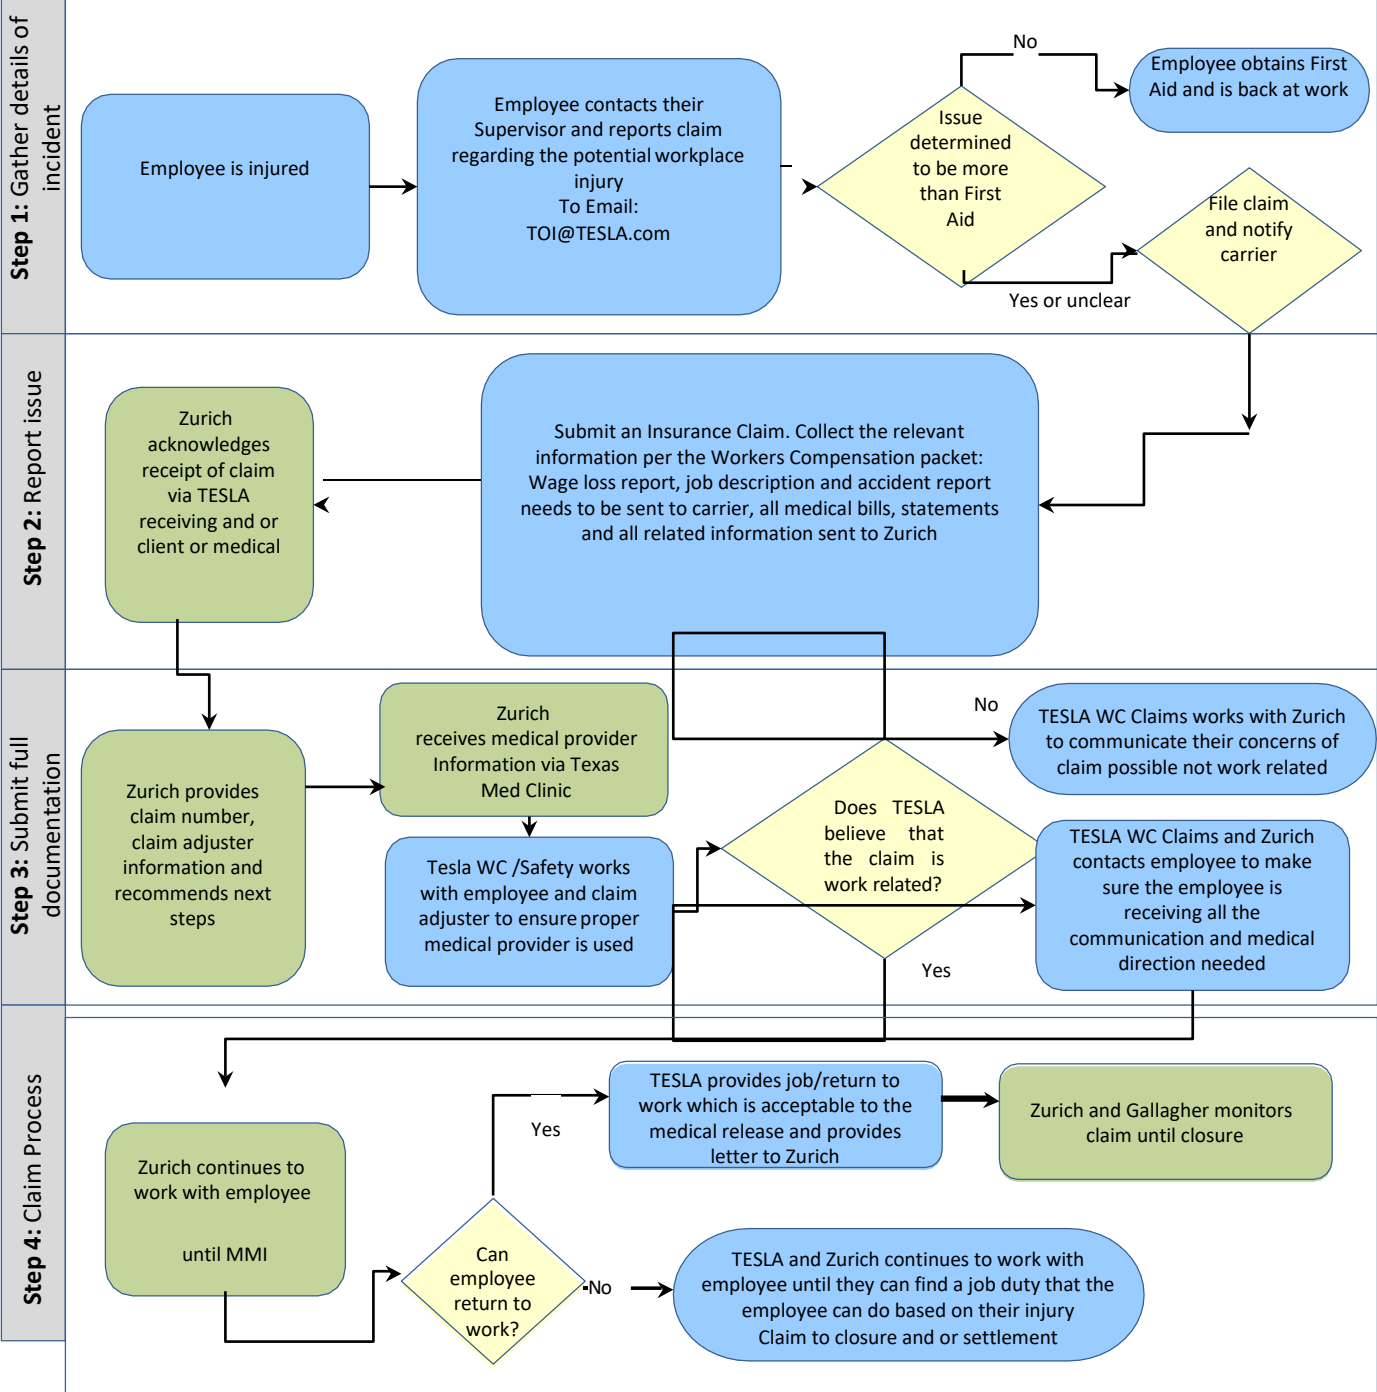 Step 1: Gather details of
incident
Employee is injured
Employee contacts their
Supervisor and reports claim
regarding the potential workplace
injury
To Email:
TOI@TESLA.com
Issue
determined
to be more
than First
Aid
No
Employee obtains First
Aid and is back at work
Yes or unclear
File claim
and notify
carrier
Step 2: Report issue
Zurich
acknowledges
receipt of claim
via TESLA
receiving and or
client or medical
Submit an Insurance Claim. Collect the relevant
information per the Workers Compensation packet:
Wage loss report, job description and accident report
needs to be sent to carrier, all medical bills, statements
and all related information sent to Zurich
Step 3: Submit full
documentation
Zurich provides
claim number,
claim adjuster
information and
recommends next
steps
Zurich
receives medical provider
Information via Texas
Med Clinic
Tesla WC /Safety works
with employee and claim
adjuster to ensure proper
medical provider is used
Does TESLA
believe that
the claim is
work related?
No
TESLA WC Claims works with Zurich
to communicate their concerns of
claim possible not work related
Yes
TESLA WC Claims and Zurich
contacts employee to make
sure the employee is
receiving all the
communication and medical
direction needed
Step 4: Claim Process
Zurich continues to
work with employee
until MMI
Can
employee
return to
work?
Yes
TESLA provides job/return to
work which is acceptable to the
medical release and provides
letter to Zurich
Zurich and Gallagher monitors
claim until closure
No
TESLA and Zurich continues to work with
employee until they can find a job duty that the
employee can do based on their injury
Claim to closure and or settlement